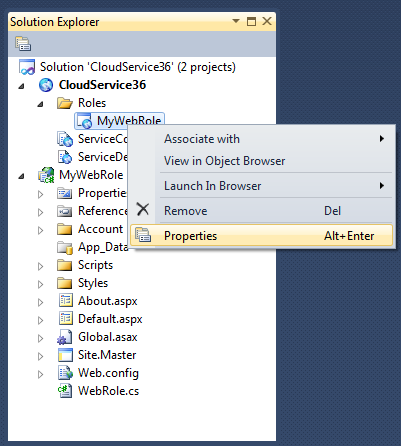 Solution Explorer
Solution 'CloudService36' (2 projects)
CloudService36
Roles
MyWebRole
ServiceCo
ServiceDe
MyWebRole
Properties
Reference
Account
App_Data
Scripts
Styles
About.aspx
Default.aspx
Global.asax
Site.Master
Web.config
WebRole.cs
Associate with
View in Object Browser
Launch In Browser
Remove Del
Properties Alt+Enter